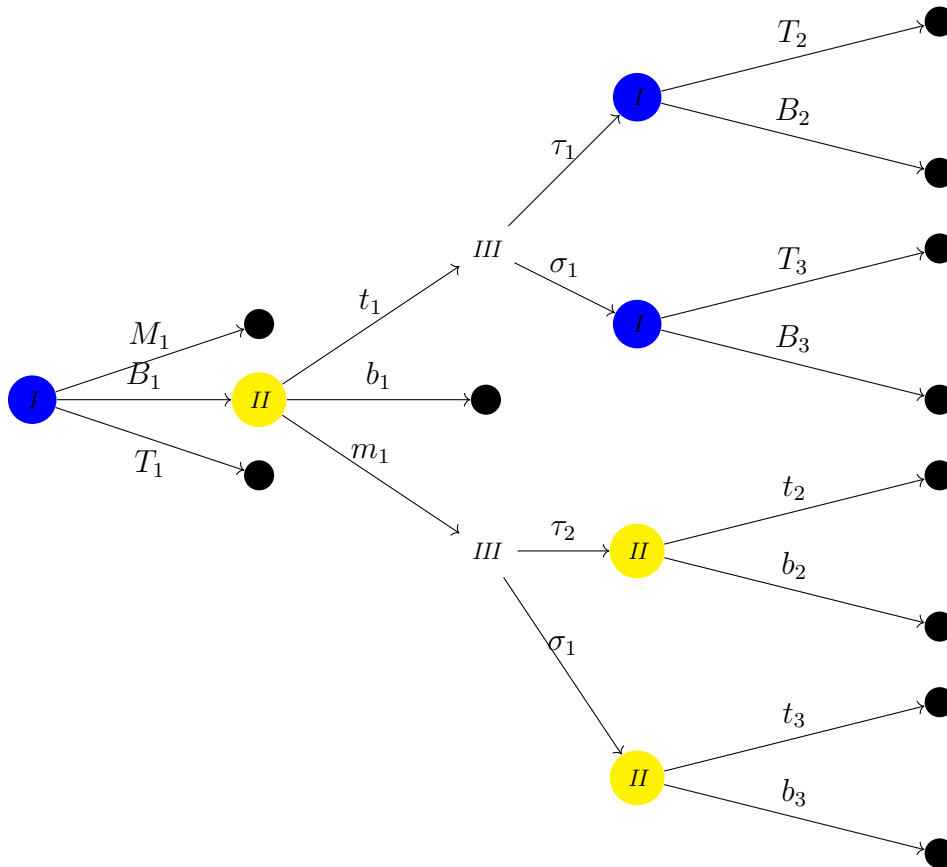 T₂
I
B₂
τ₁
III
T₃
σ₁
t₁
I
M₁
B₃
B₁
b₁
I
II
m₁
T₁
t₂
τ₂
III
II
b₂
σ₁
t₃
II
b₃